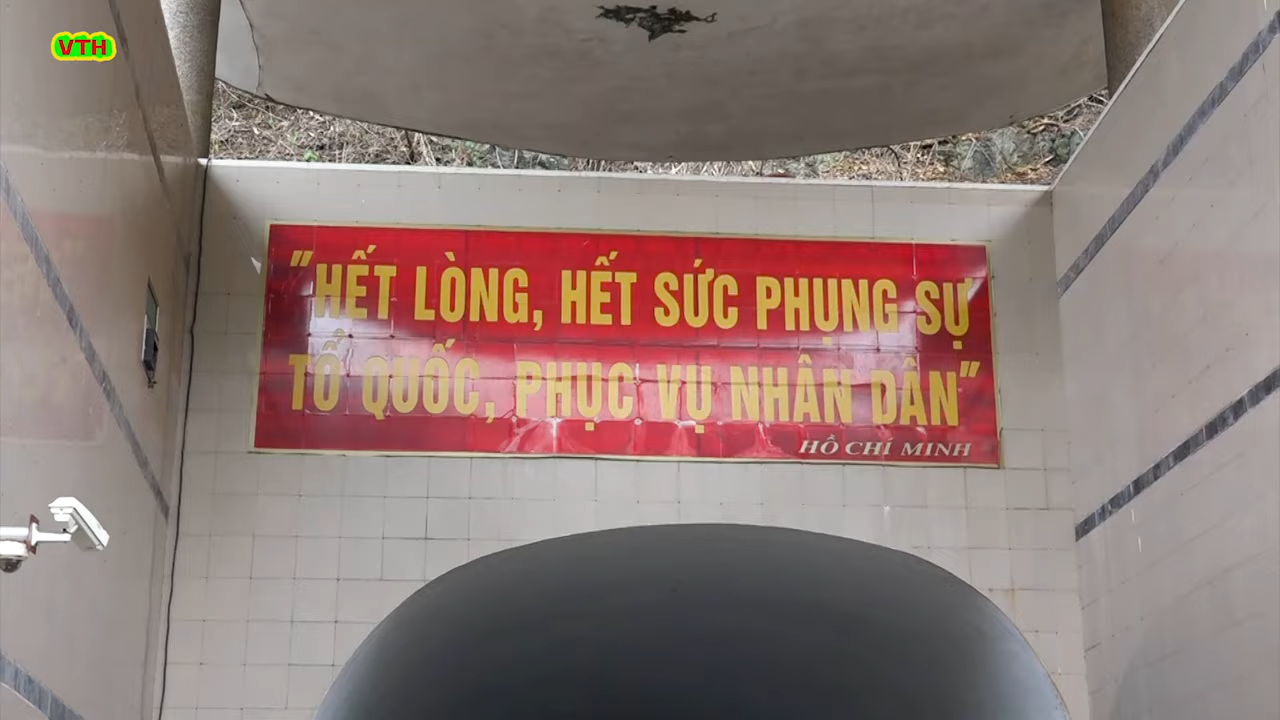 VTH
"HẾT LÒNG, HẾT SỨC PHỤNG SỰ
TỔ QUỐC, PHỤC VỤ NHÂN DÂN"
HỒ CHÍ MINH